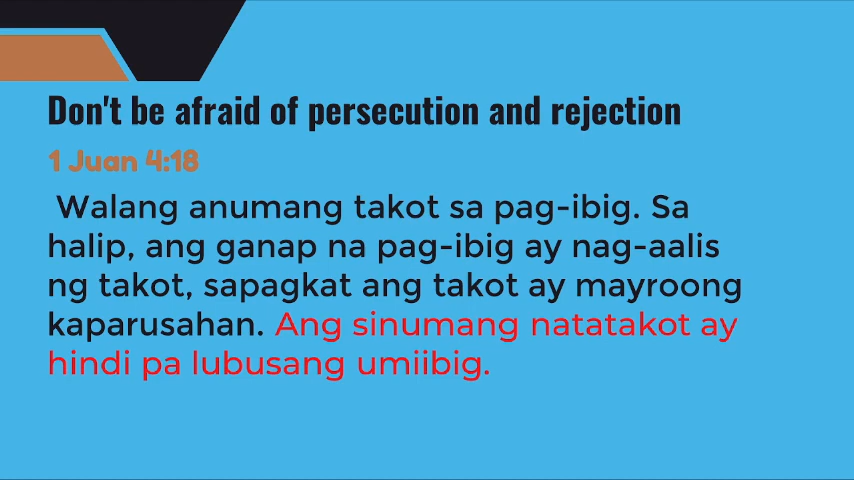 Don't be afraid of persecution and rejection
1 Juan 4:18
Walang anumang takot sa pag-ibig. Sa
halip, ang ganap na pag-ibig ay nag-aalis
ng takot, sapagkat ang takot ay mayroong
kaparusahan. Ang sinumang natatakot ay
hindi pa lubusang umiibig.